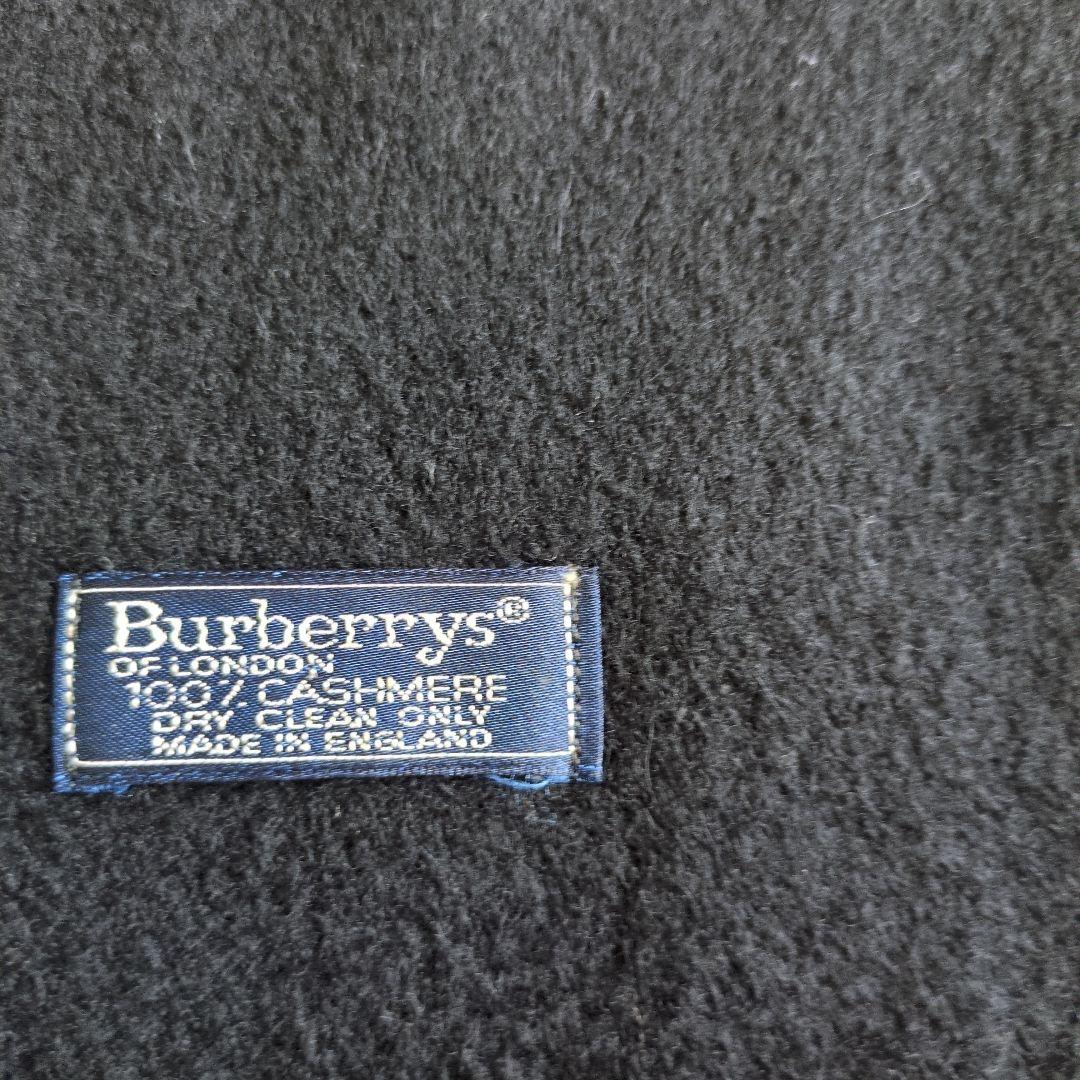 Burberrys®
OF LONDON
100% CASHMERE
DRY CLEAN ONLY
MADE IN ENGLAND